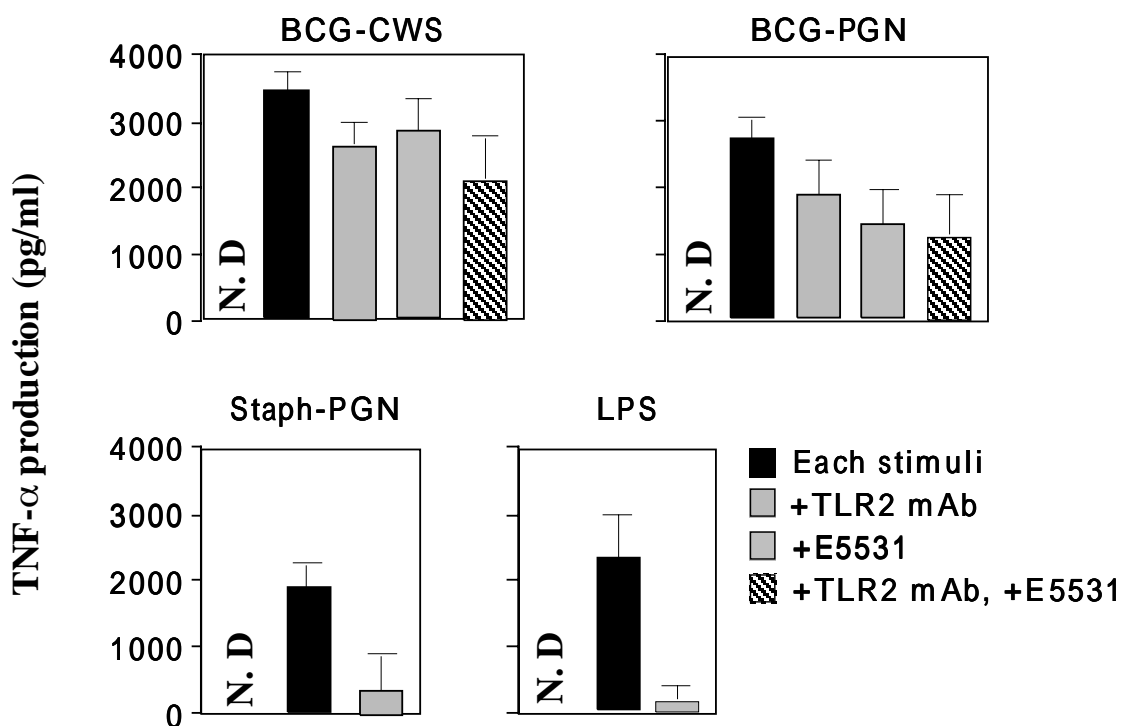 BCG-CWS
BCG-PGN
4000
3000
2000
1000
0
N. D
N. D
TNF-α production (pg/ml)
Staph-PGN
LPS
4000
3000
2000
1000
0
N. D
N. D
Each stimuli
+TLR2 mAb
+E5531
+TLR2 mAb, +E5531